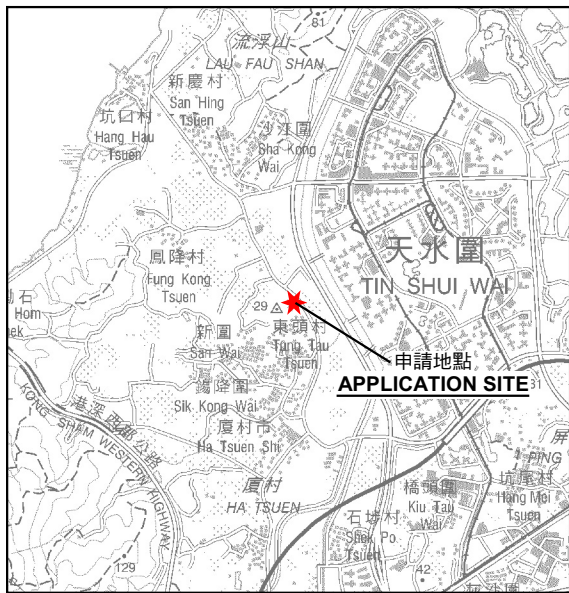 81
流浮山
LAU FAU SHAN
新慶村
San Hing
Tsuen
坑口村
Hang Hau
Tsuen
沙江圍
Sha Kong
Wai
天水圍
TIN SHUI WAI
鳳降村
Fung Kong
Tsuen
石
Hom
ek
29
東頭村
Tung Tau
Tsuen
新圍
San Wai
申請地點
APPLICATION SITE
錫降圍
Sik Kong Wai
31
港深西部公路
KONG SHAM WESTERN HIGHWAY
厦村市
Ha Tsuen Shi
屏
PING
厦村
HA TSUEN
橋頭圍
Kiu Tau
Wai
坑尾村
Hang Mei
Tsuen
石埗村
Shek Po
Tsuen
129
42